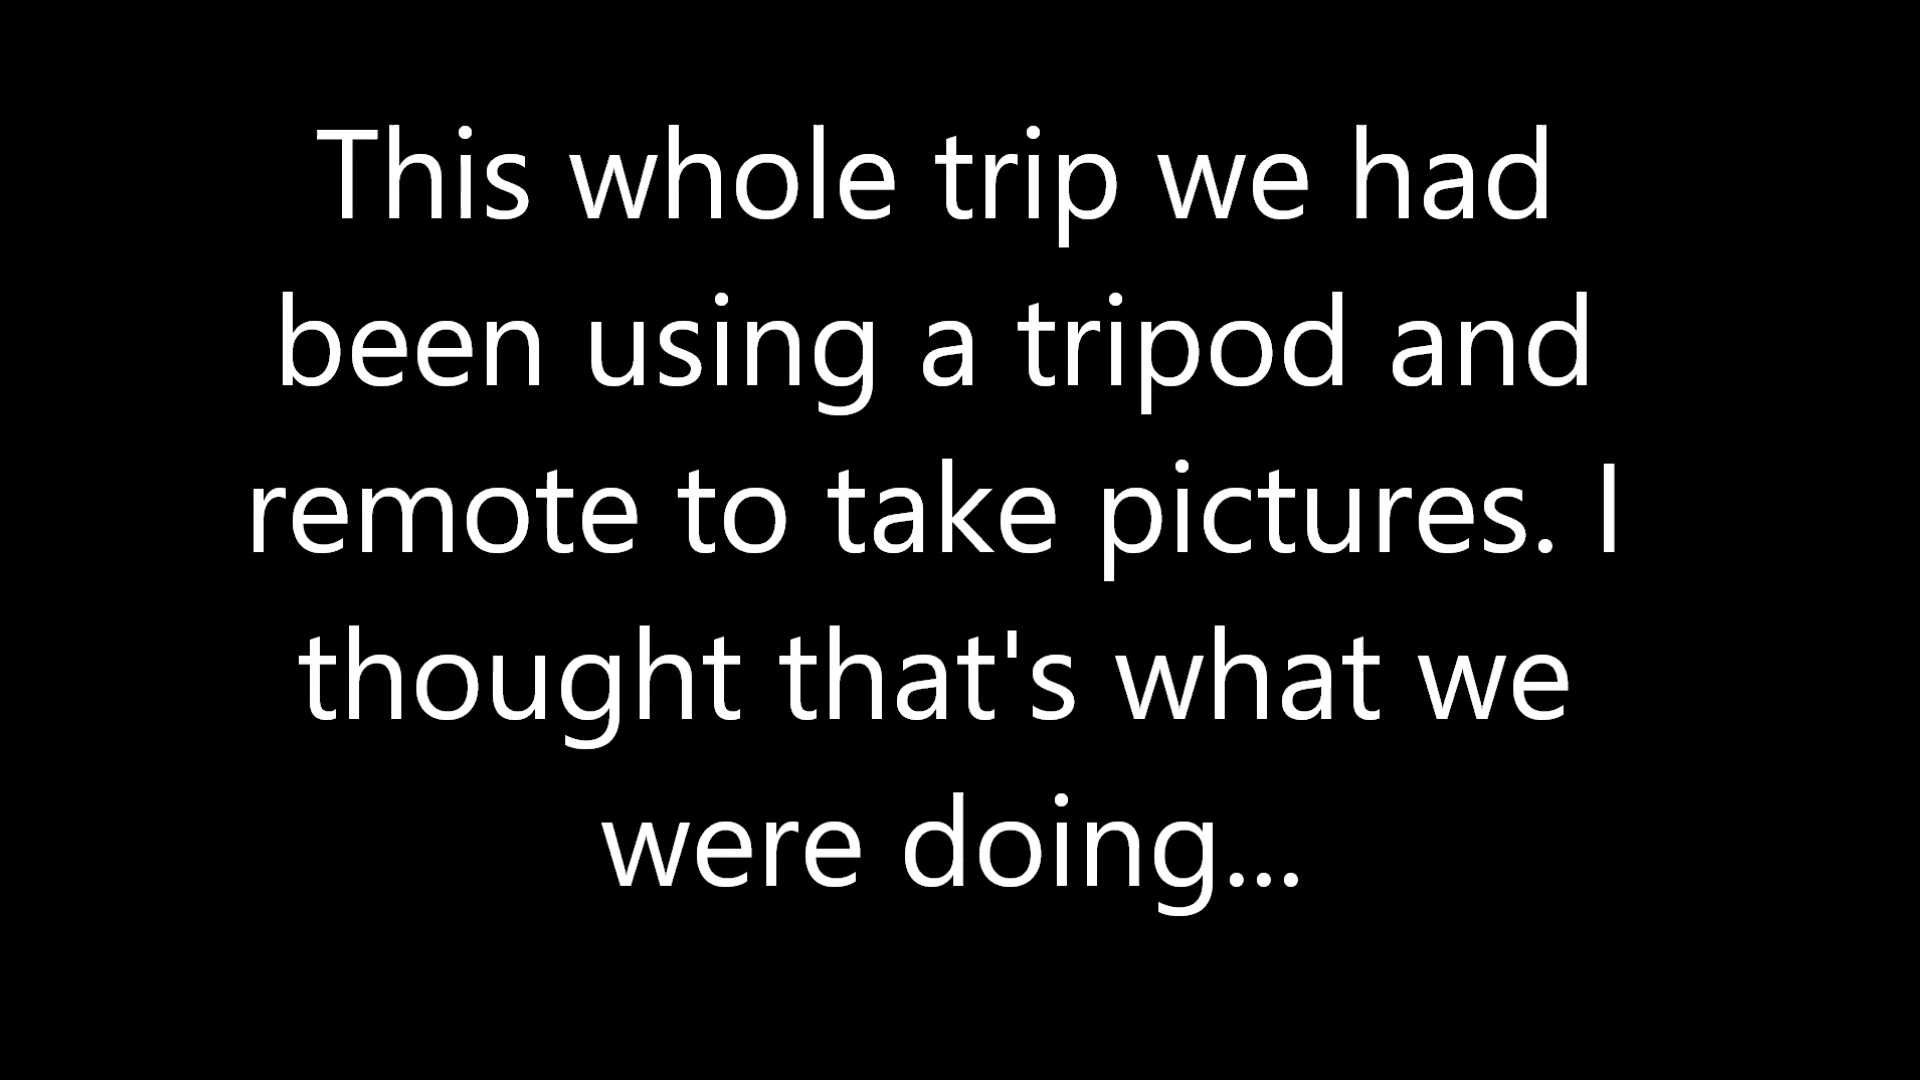 This whole trip we had
been using a tripod and
remote to take pictures. I
thought that's what we
were doing...